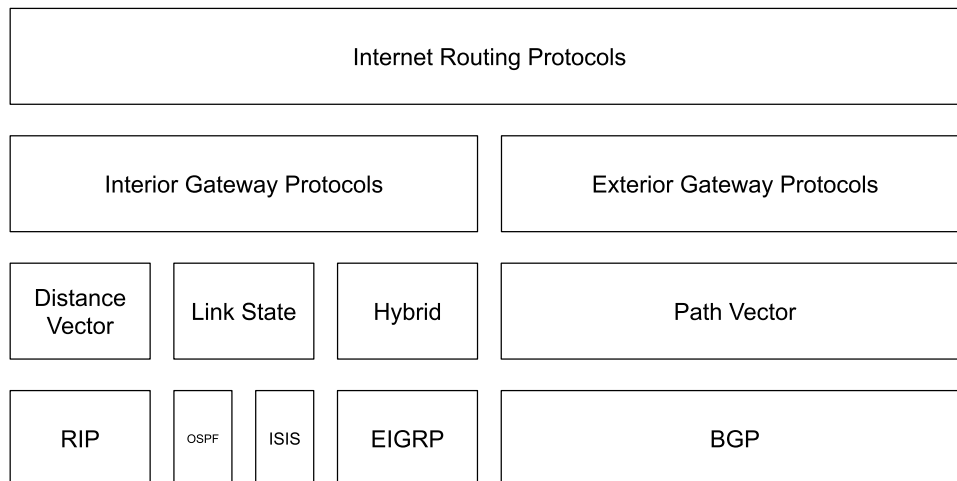 Internet Routing Protocols
Interior Gateway Protocols
Exterior Gateway Protocols
Distance
Vector
Link State
Hybrid
Path Vector
RIP
OSPF
ISIS
EIGRP
BGP